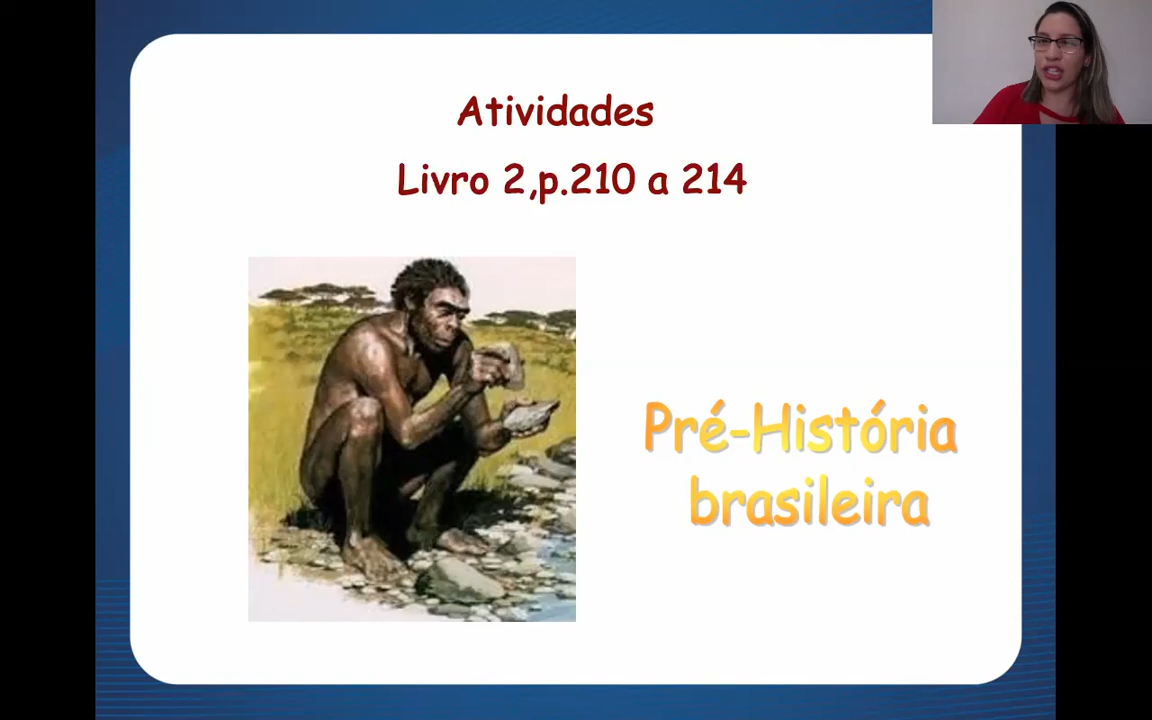 Atividades
Livro 2,p.210 a 214
Pré-História
brasileira